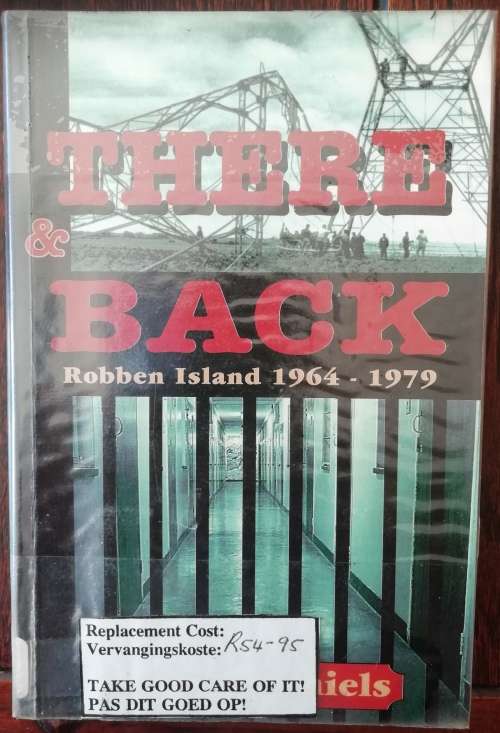 THERE
&
BACK
Robben Island 1964 - 1979
Replacement Cost:
Vervangingskoste: R54-95
TAKE GOOD CARE OF IT!
PAS DIT GOED OP!
niels